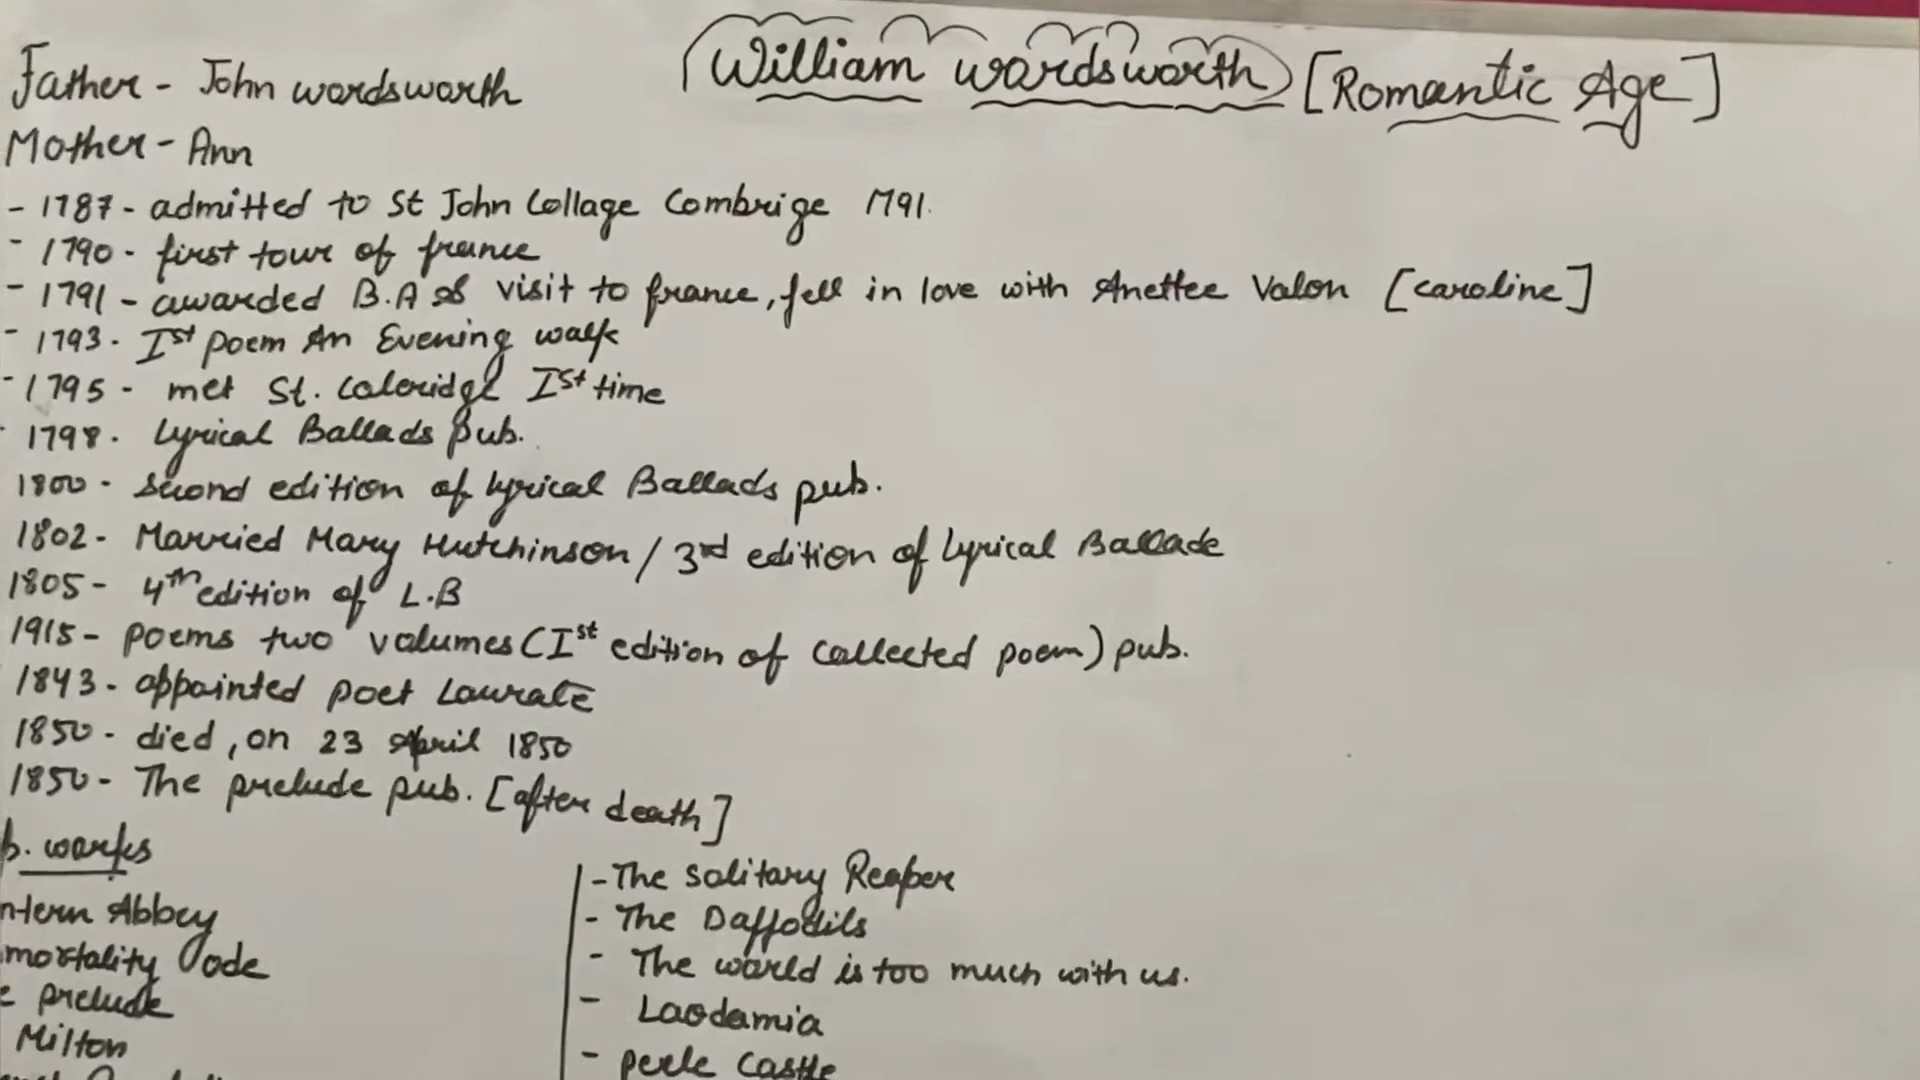 William wardsworth [Romantic Age]
Father - John wordsworth
Mother - Ann
- 1787 - admitted to St John Collage Combrige 1791.
- 1790 - first tour of france
- 1791 - awarded B.A & visit to france, fell in love with Anettee Valon [caroline]
- 1793 - Ist poem An Evening walk
- 1795 - met St. Coleridge Ist time
- 1798 - Lyrical Ballads pub.
1800 - Second edition of lyrical Ballads pub.
1802 - Married Mary Hutchinson / 3rd edition of Lyrical Ballade
1805 - 4th edition of L.B
1915 - poems two volumes (Ist edition of collected poem) pub.
1843 - appointed poet Laurate
1850 - died, on 23 April 1850
1850 - The prelude pub. [after death]
b. works
ntern Abbey
mortality ode
e prelude
Milton
- The Solitary Reaper
- The Daffodils
- The world is too much with us.
- Laodamia
- peele Castle